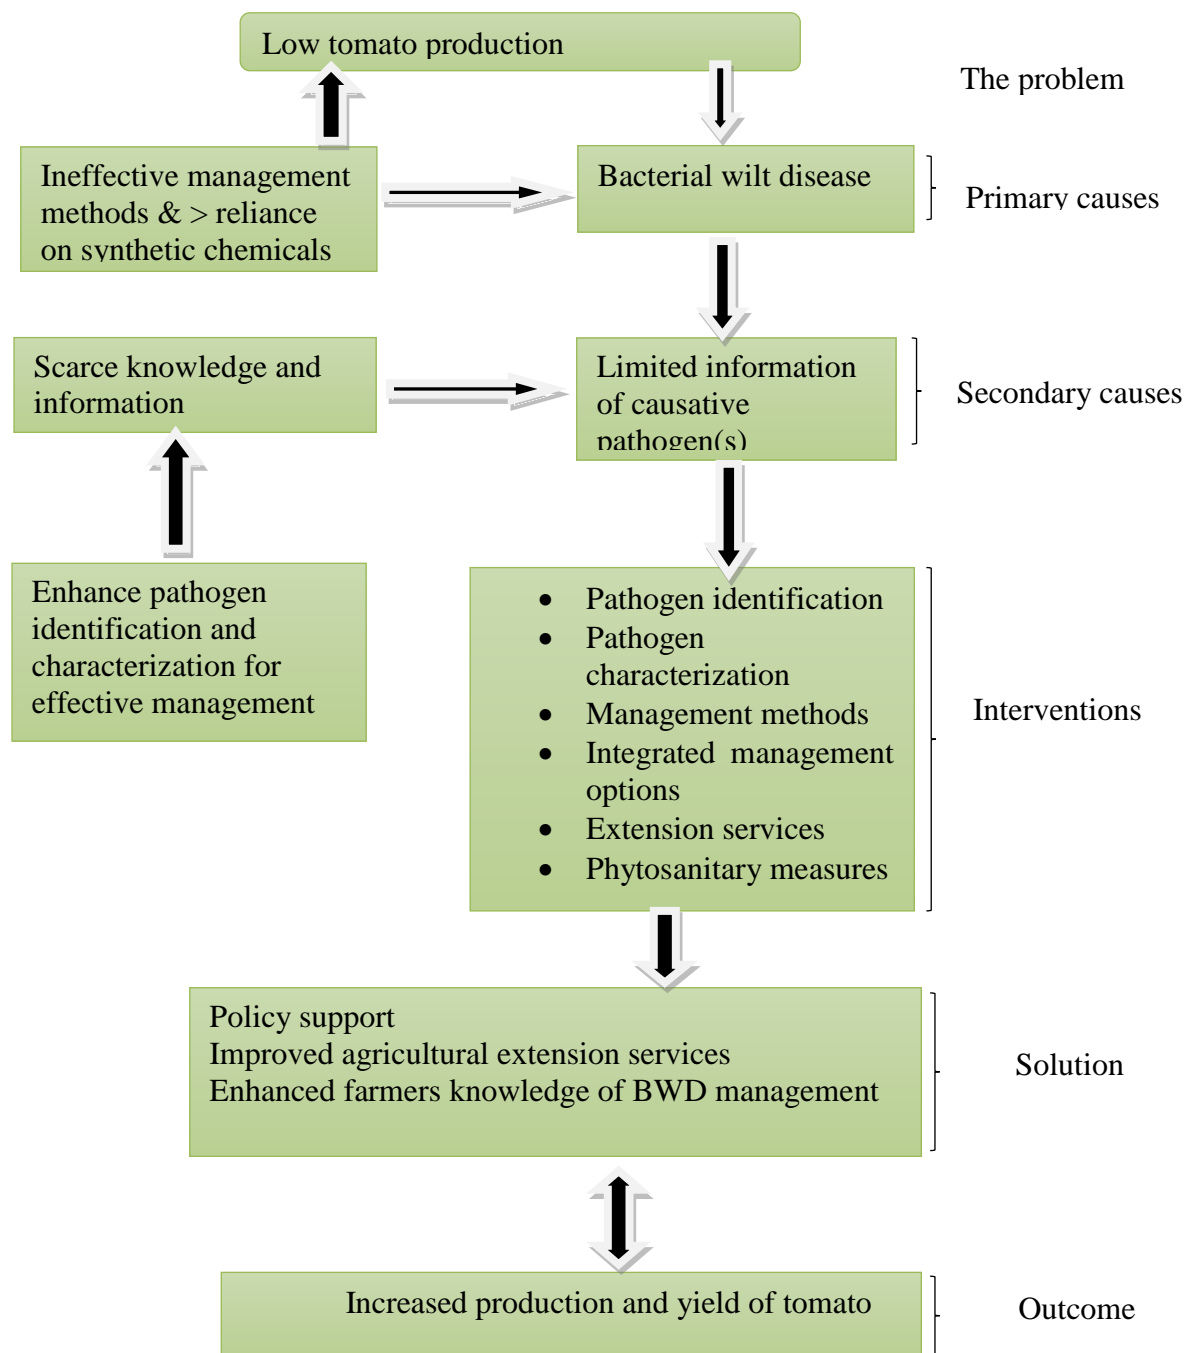 Low tomato production
The problem
Ineffective management
methods & > reliance
on synthetic chemicals
Bacterial wilt disease
Primary causes
Scarce knowledge and
information
Limited information
of causative
pathogen(s)
Secondary causes
Enhance pathogen
identification and
characterization for
effective management
• Pathogen identification
• Pathogen
characterization
• Management methods
• Integrated management
options
• Extension services
• Phytosanitary measures
Interventions
Policy support
Improved agricultural extension services
Enhanced farmers knowledge of BWD management
Solution
Increased production and yield of tomato
Outcome